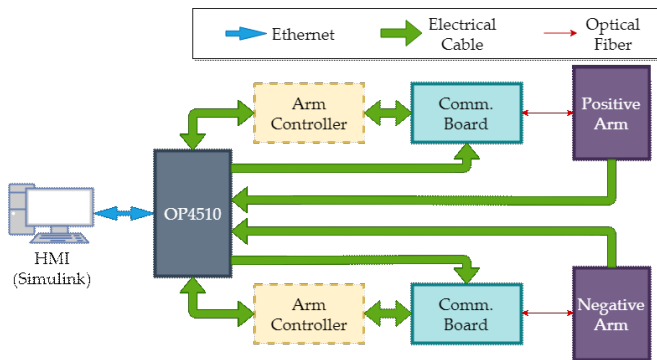 Ethernet
Electrical
Cable
Optical
Fiber
Arm
Controller
Comm.
Board
Positive
Arm
OP4510
HMI
(Simulink)
Arm
Controller
Comm.
Board
Negative
Arm